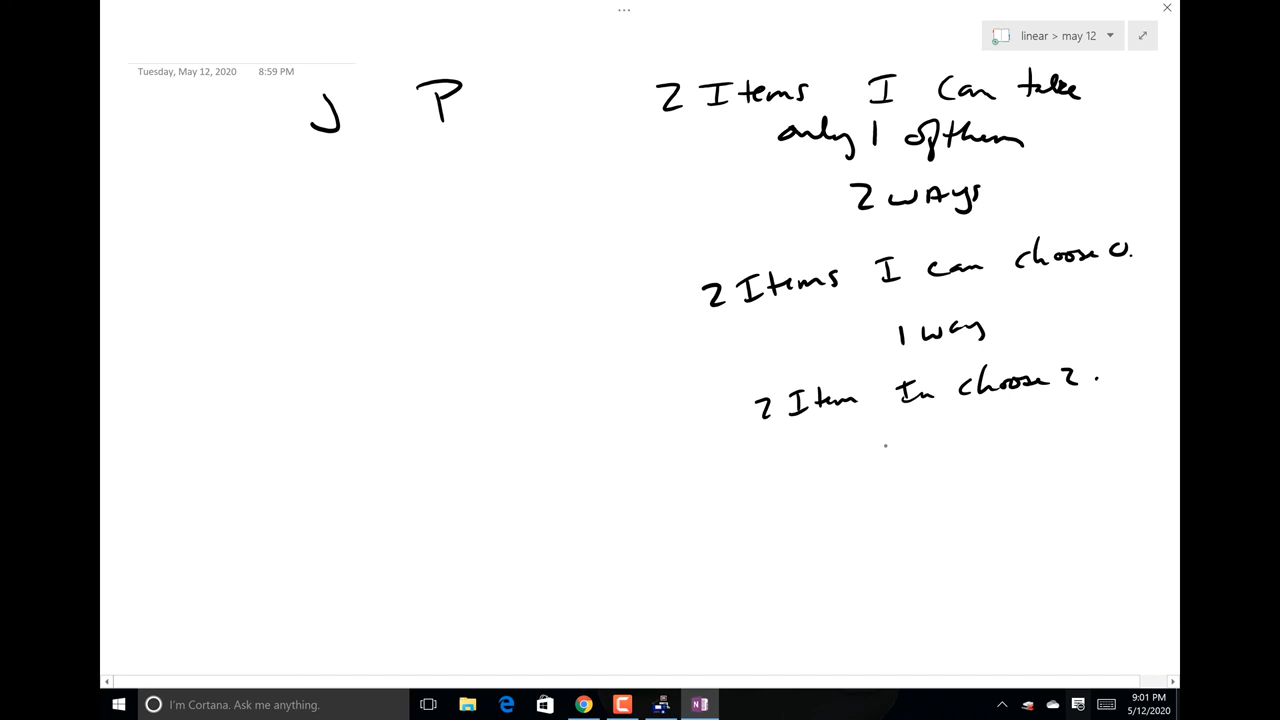 linear > may 12
Tuesday, May 12, 2020 8:59 PM
J P
2 Items I can take
only 1 of them
2 wAys
2 Items I can choose 0.
1 way
2 Item In choose 2.
I'm Cortana. Ask me anything.
9:01 PM
5/12/2020